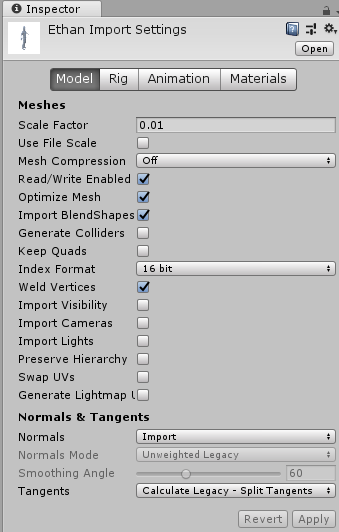 Inspector
Ethan Import Settings
Open
Model Rig Animation Materials
Meshes
Scale Factor 0.01
Use File Scale
Mesh Compression Off
Read/Write Enabled
Optimize Mesh
Import BlendShapes
Generate Colliders
Keep Quads
Index Format 16 bit
Weld Vertices
Import Visibility
Import Cameras
Import Lights
Preserve Hierarchy
Swap UVs
Generate Lightmap U
Normals & Tangents
Normals Import
Normals Mode Unweighted Legacy
Smoothing Angle 60
Tangents Calculate Legacy - Split Tangents
Revert Apply